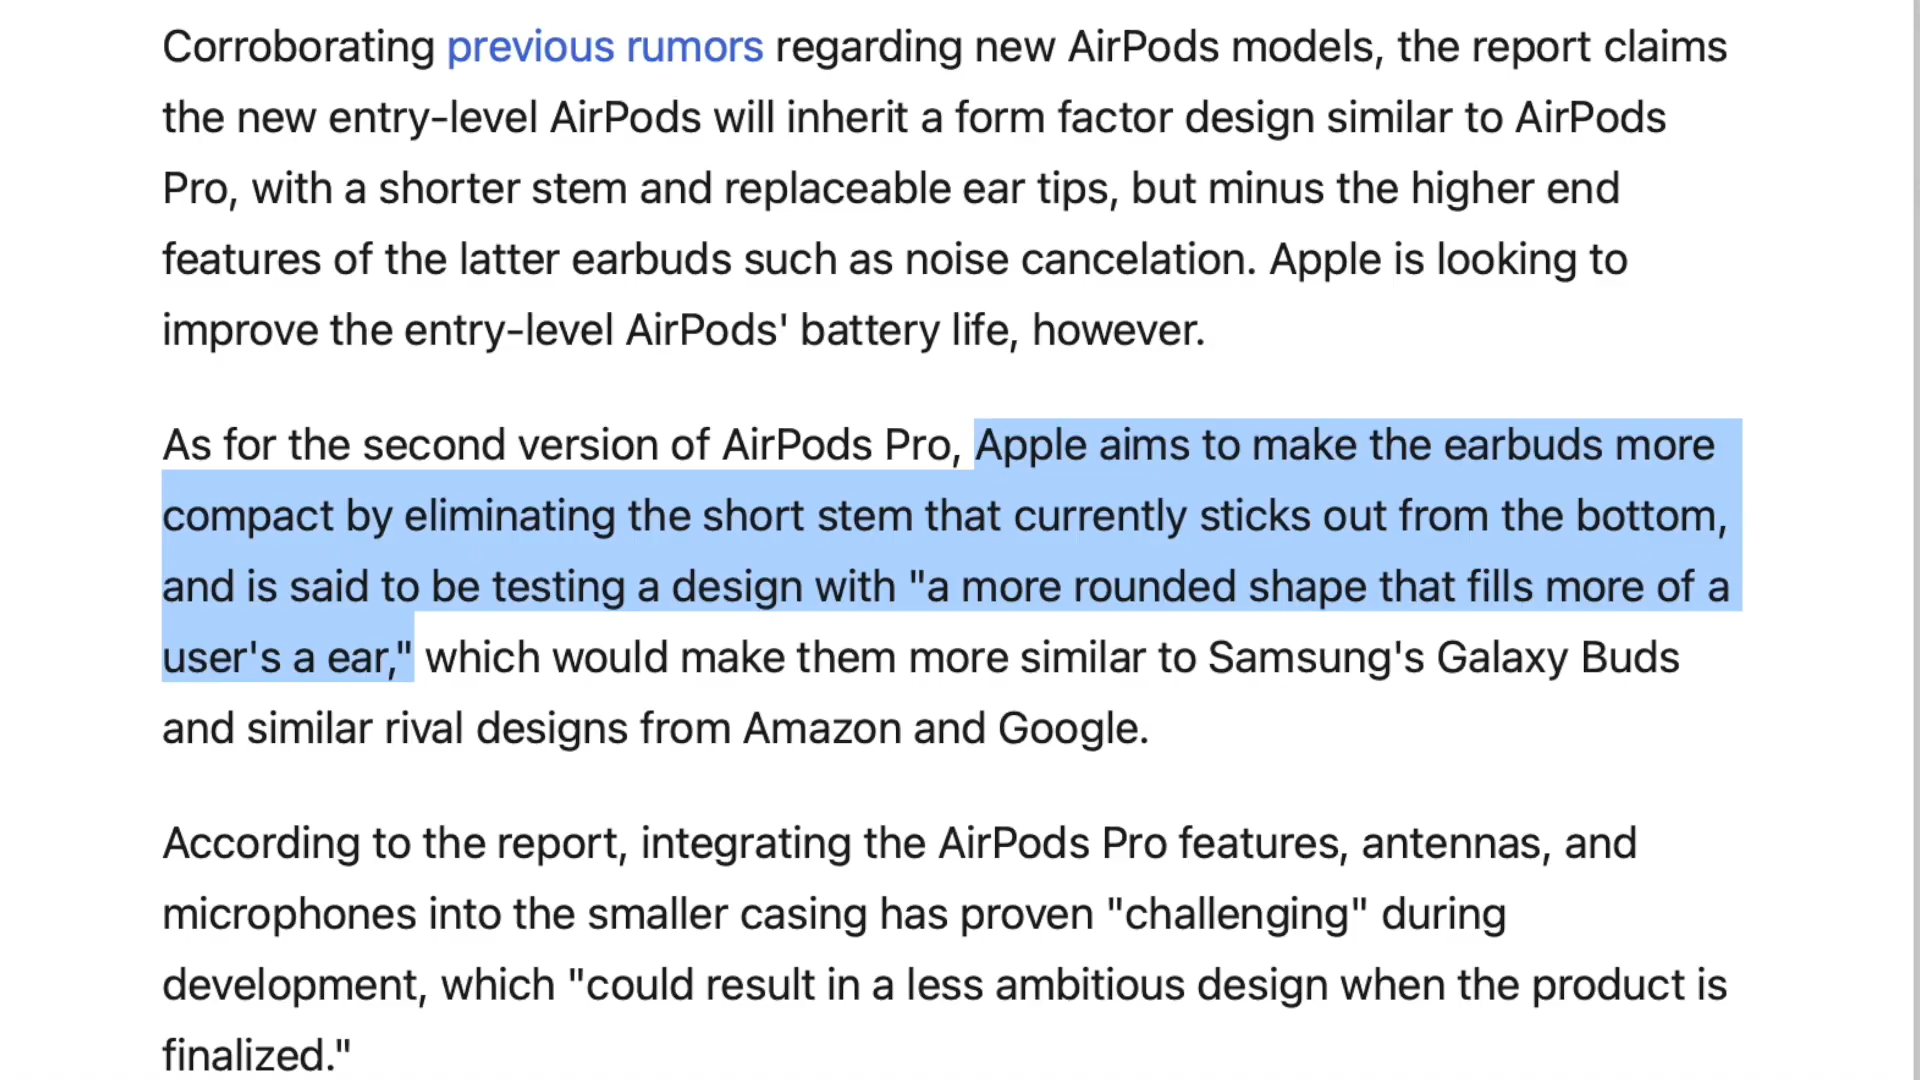 Corroborating previous rumors regarding new AirPods models, the report claims
the new entry-level AirPods will inherit a form factor design similar to AirPods
Pro, with a shorter stem and replaceable ear tips, but minus the higher end
features of the latter earbuds such as noise cancelation. Apple is looking to
improve the entry-level AirPods' battery life, however.
As for the second version of AirPods Pro, Apple aims to make the earbuds more
compact by eliminating the short stem that currently sticks out from the bottom,
and is said to be testing a design with "a more rounded shape that fills more of a
user's a ear," which would make them more similar to Samsung's Galaxy Buds
and similar rival designs from Amazon and Google.
According to the report, integrating the AirPods Pro features, antennas, and
microphones into the smaller casing has proven "challenging" during
development, which "could result in a less ambitious design when the product is
finalized."